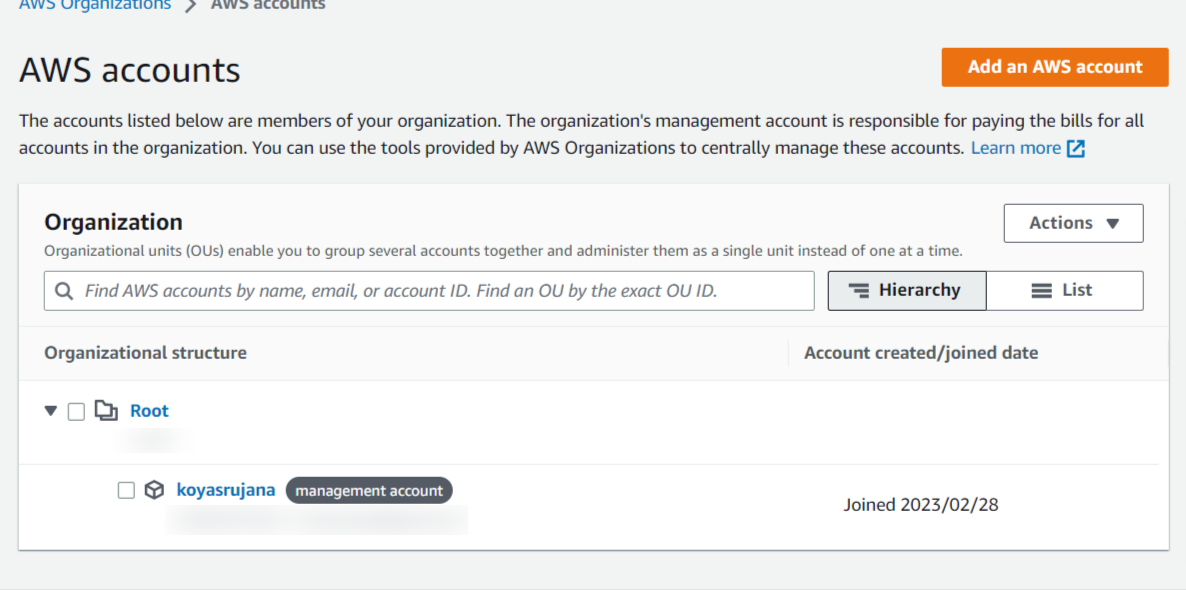 AWS Organizations > AWS accounts
AWS accounts
Add an AWS account
The accounts listed below are members of your organization. The organization's management account is responsible for paying the bills for all
accounts in the organization. You can use the tools provided by AWS Organizations to centrally manage these accounts. Learn more
Organization
Actions
Organizational units (OUs) enable you to group several accounts together and administer them as a single unit instead of one at a time.
Find AWS accounts by name, email, or account ID. Find an OU by the exact OU ID.
Hierarchy
List
Organizational structure
Account created/joined date
Root
koyasrujana management account
Joined 2023/02/28